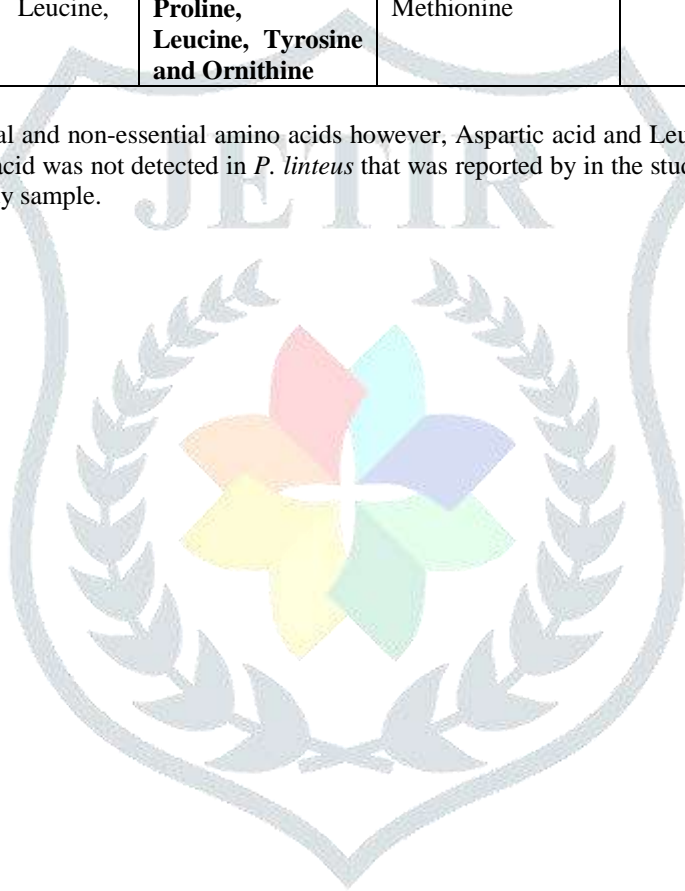 Leucine,
Proline,
Leucine, Tyrosine
and Ornithine
Methionine
al and non-essential amino acids however, Aspartic acid and Leu
acid was not detected in P. linteus that was reported by in the stud
y sample.
JETIR